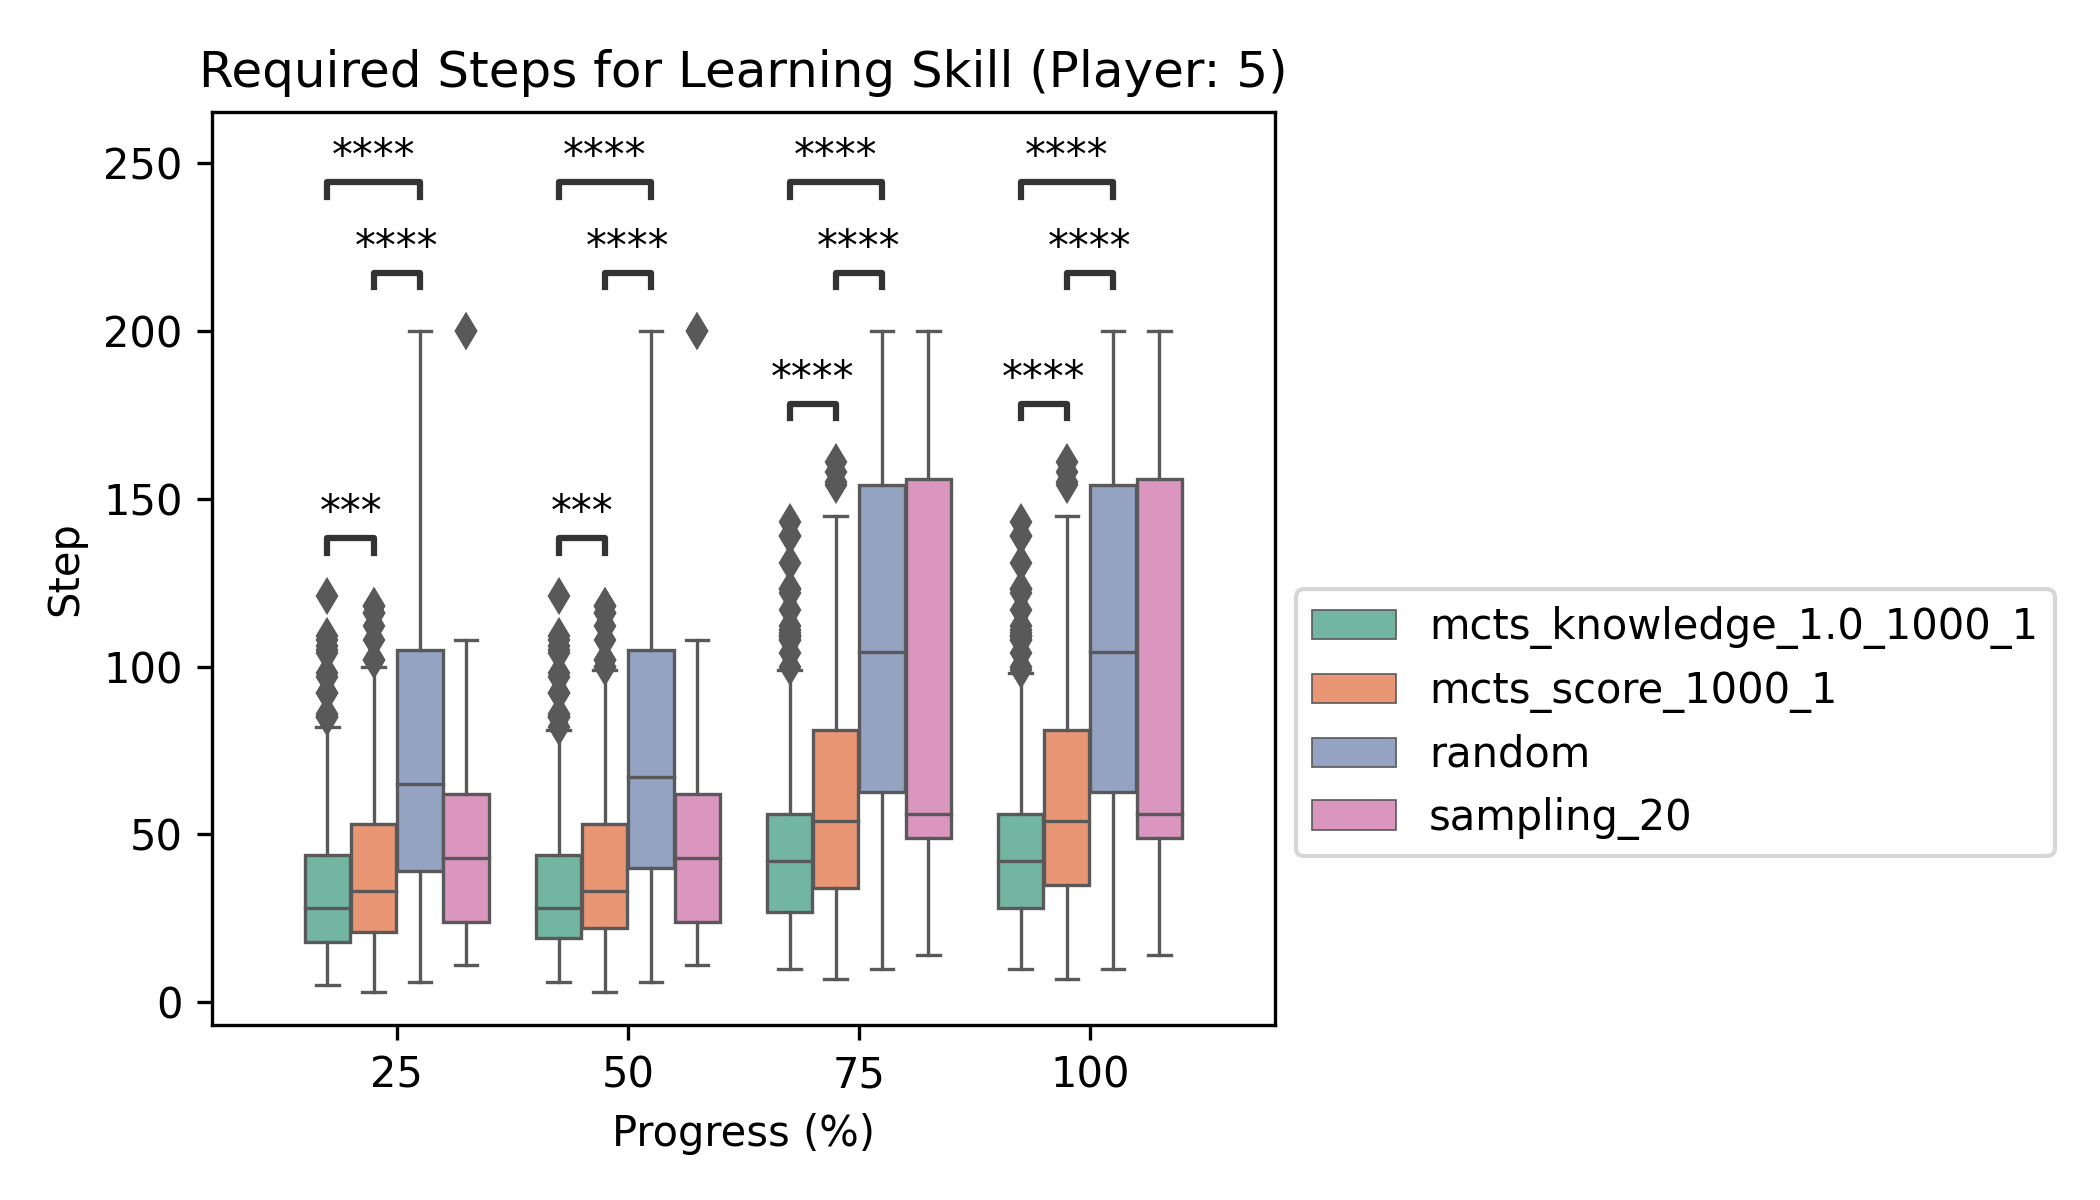 Required Steps for Learning Skill (Player: 5)
250
200
150
100
50
0
Step
**** **** **** ****
**** **** **** ****
**** ****
*** ***
25 50 75 100
Progress (%)
mcts_knowledge_1.0_1000_1
mcts_score_1000_1
random
sampling_20